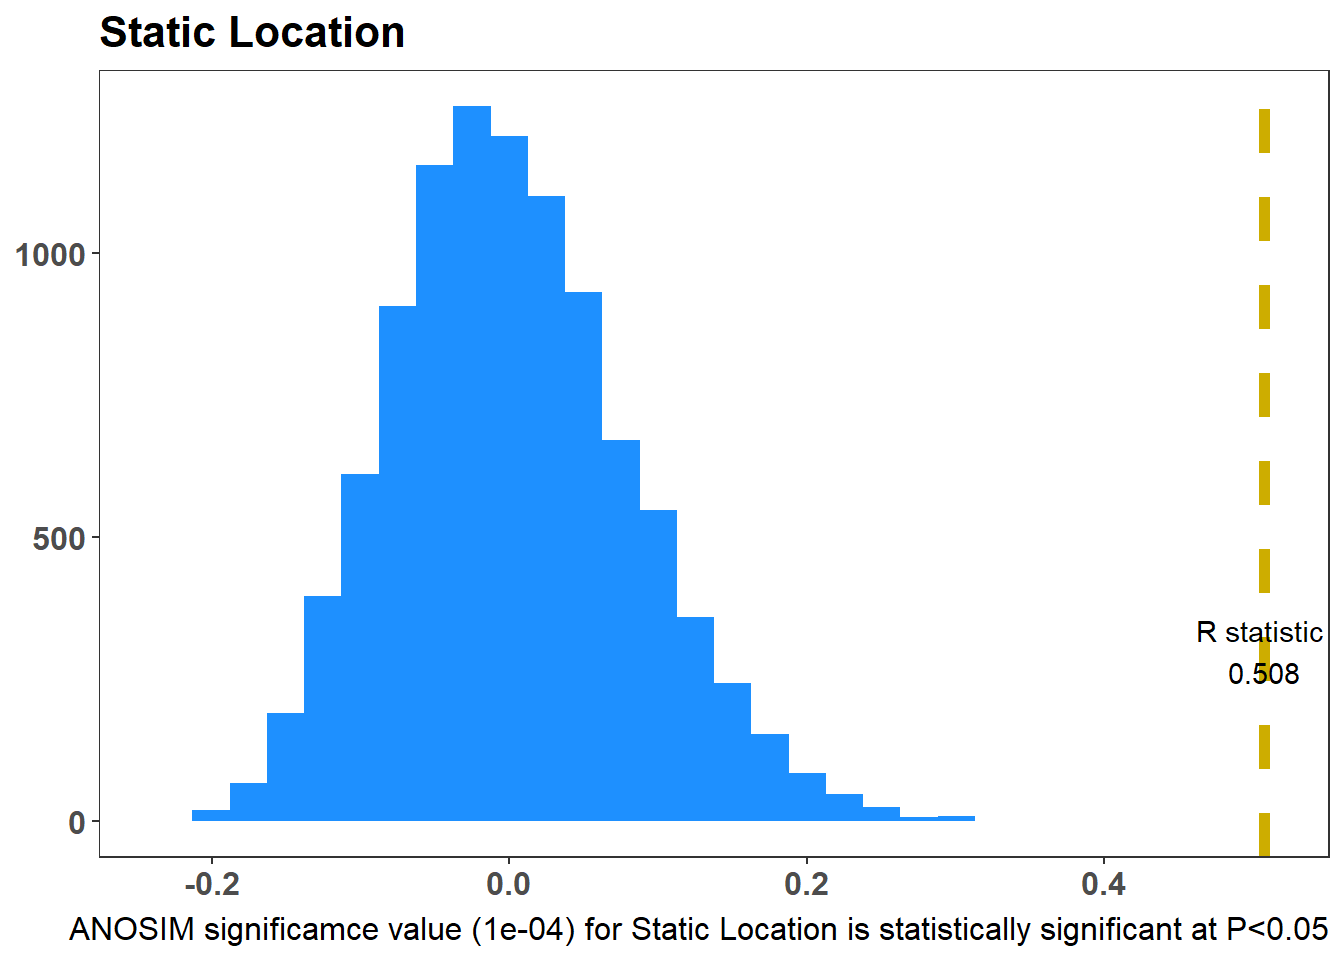 Static Location
1000
500
0
R statistic
0.508
-0.2 0.0 0.2 0.4
ANOSIM significamce value (1e-04) for Static Location is statistically significant at P<0.05